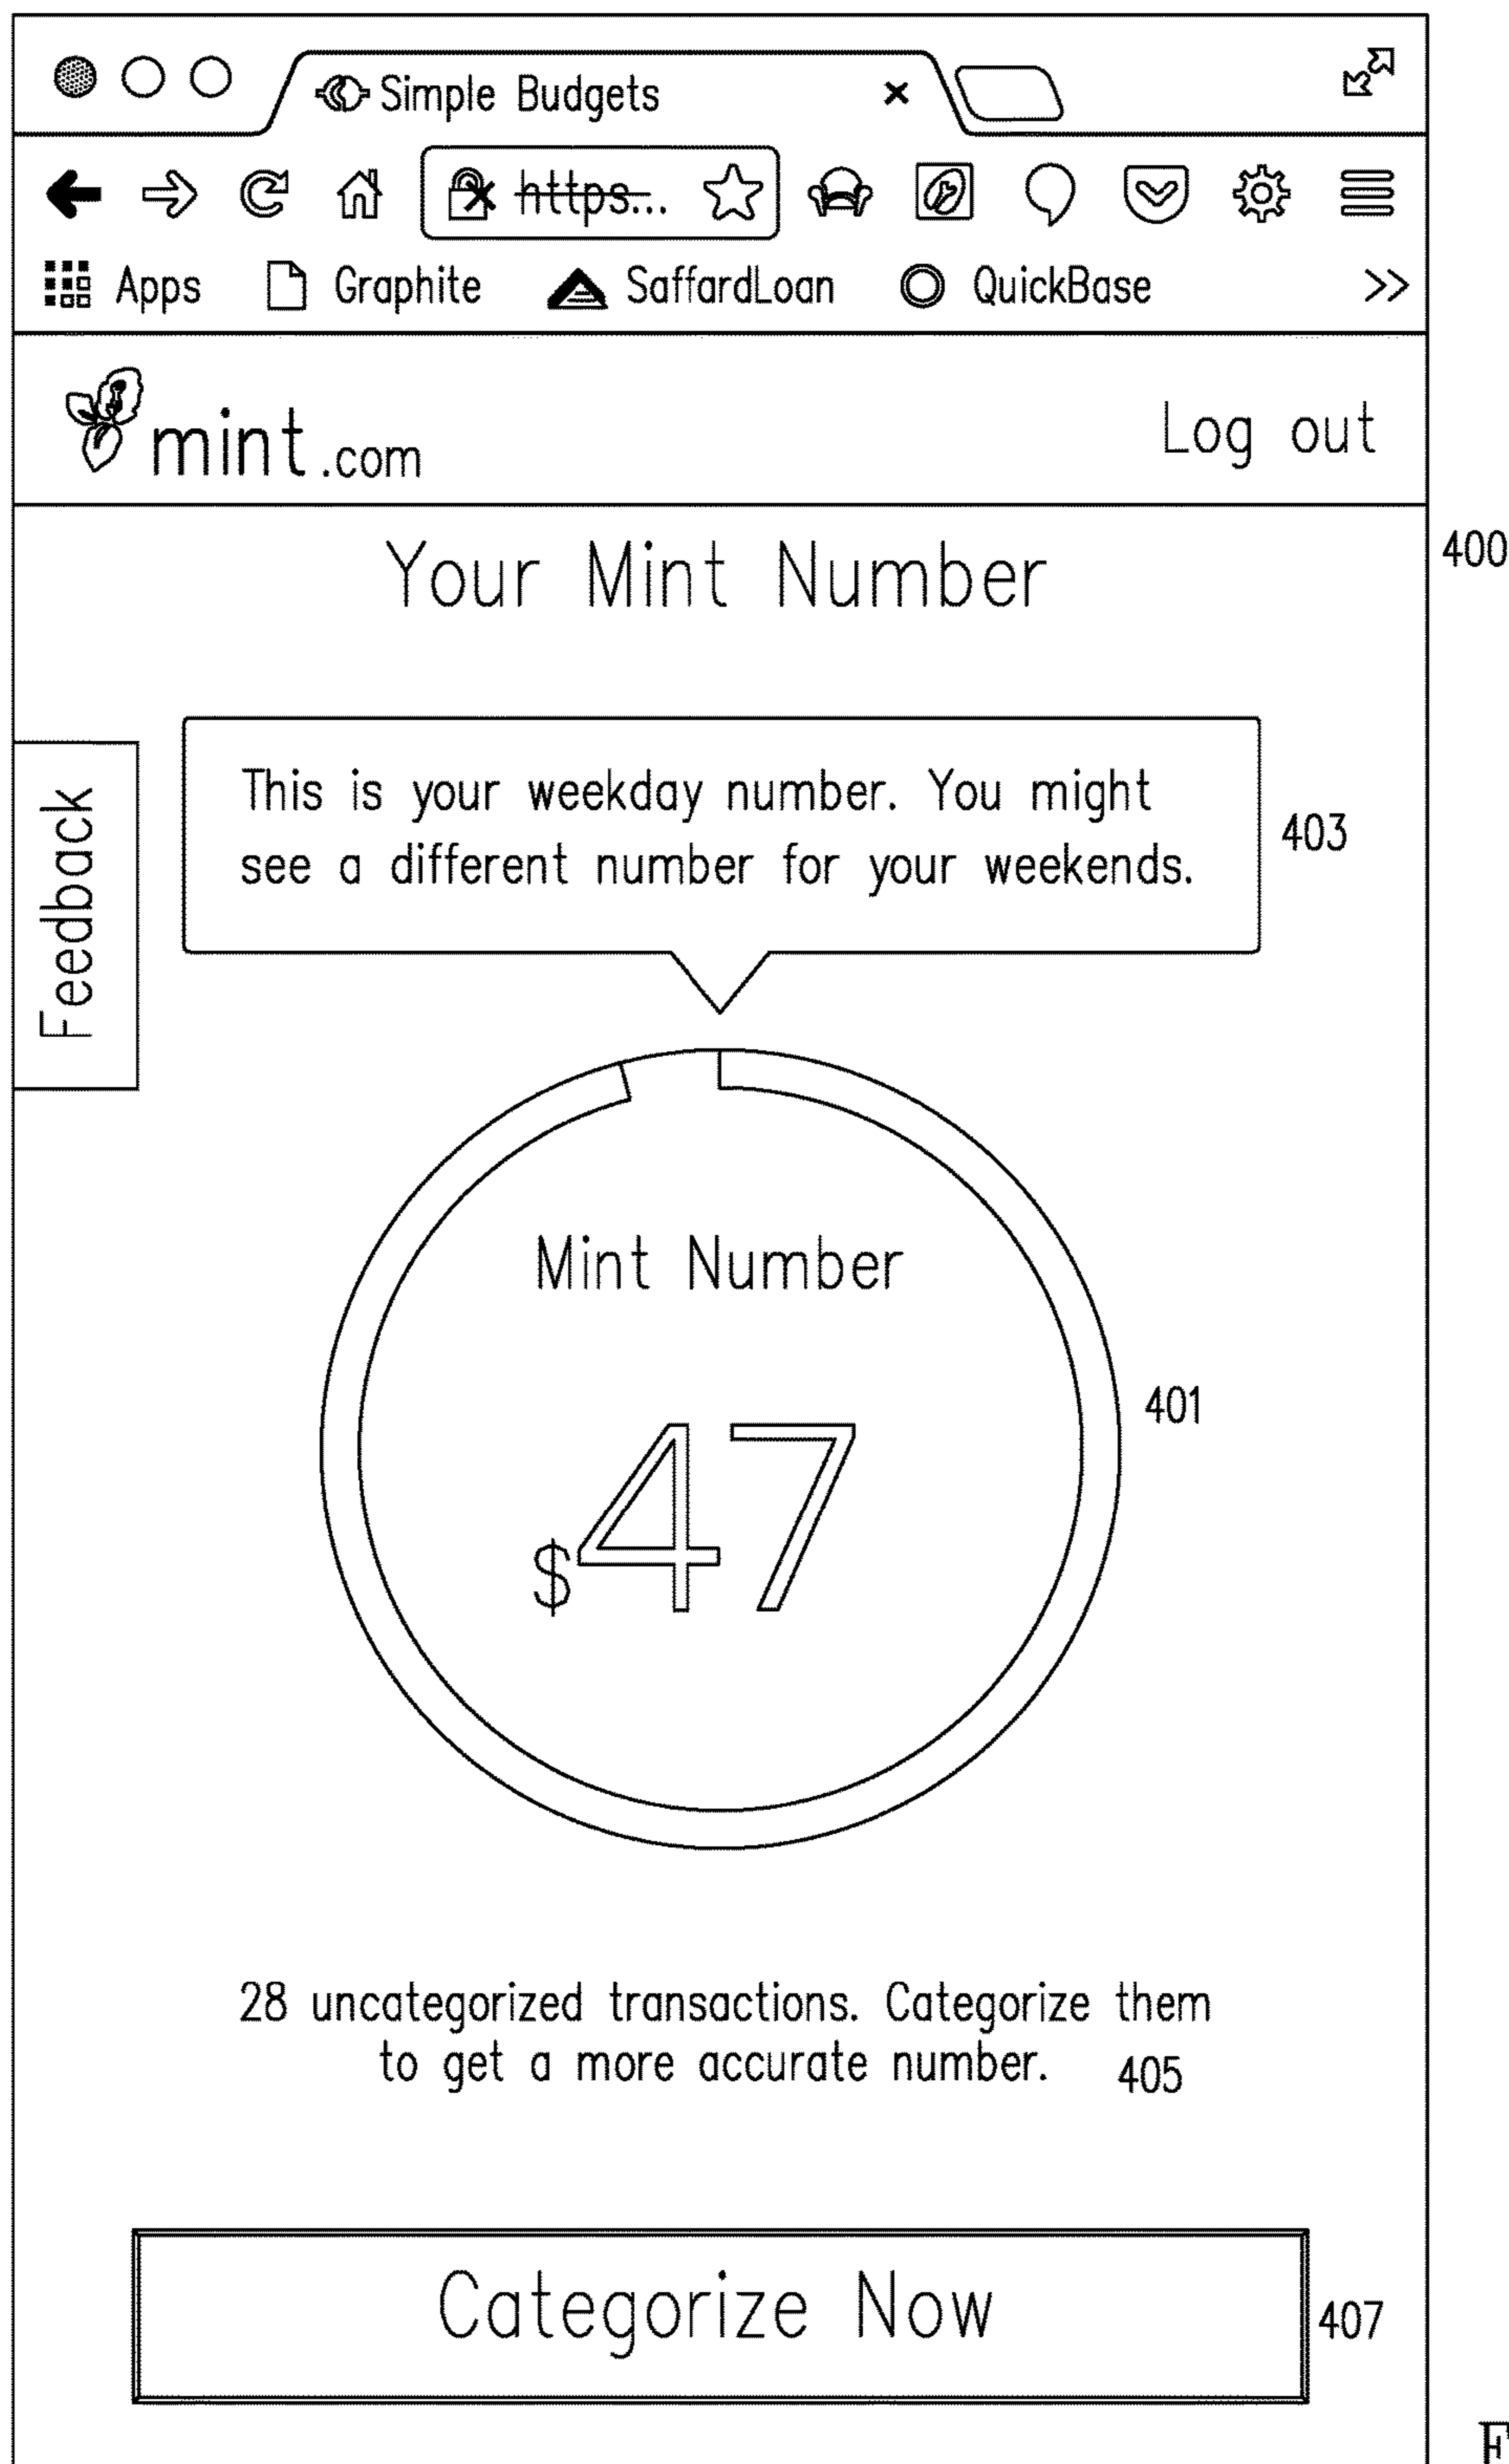 Simple Budgets
https...
Apps Graphite SaffardLoan QuickBase >>
mint.com Log out
400
Your Mint Number
Feedback
This is your weekday number. You might
see a different number for your weekends.
403
Mint Number
$47
401
28 uncategorized transactions. Categorize them
to get a more accurate number. 405
Categorize Now
407